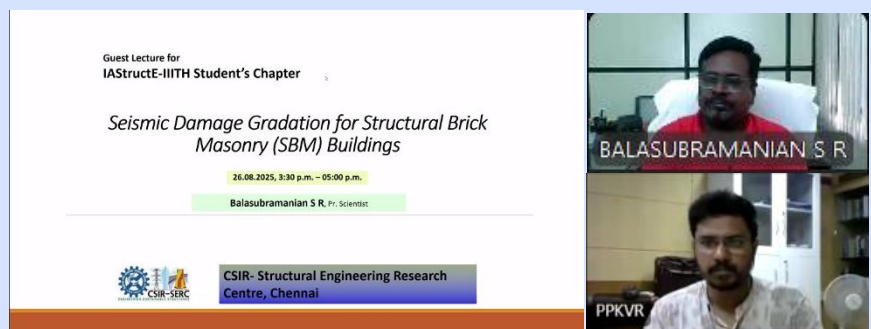 Guest Lecture for
IAStructE-IIITH Student's Chapter
Seismic Damage Gradation for Structural Brick
Masonry (SBM) Buildings
26.08.2025, 3:30 p.m. – 05:00 p.m.
Balasubramanian S R, Pr. Scientist
CSIR-SERC
CSIR- Structural Engineering Research
Centre, Chennai
BALASUBRAMANIAN S R
PPKVR